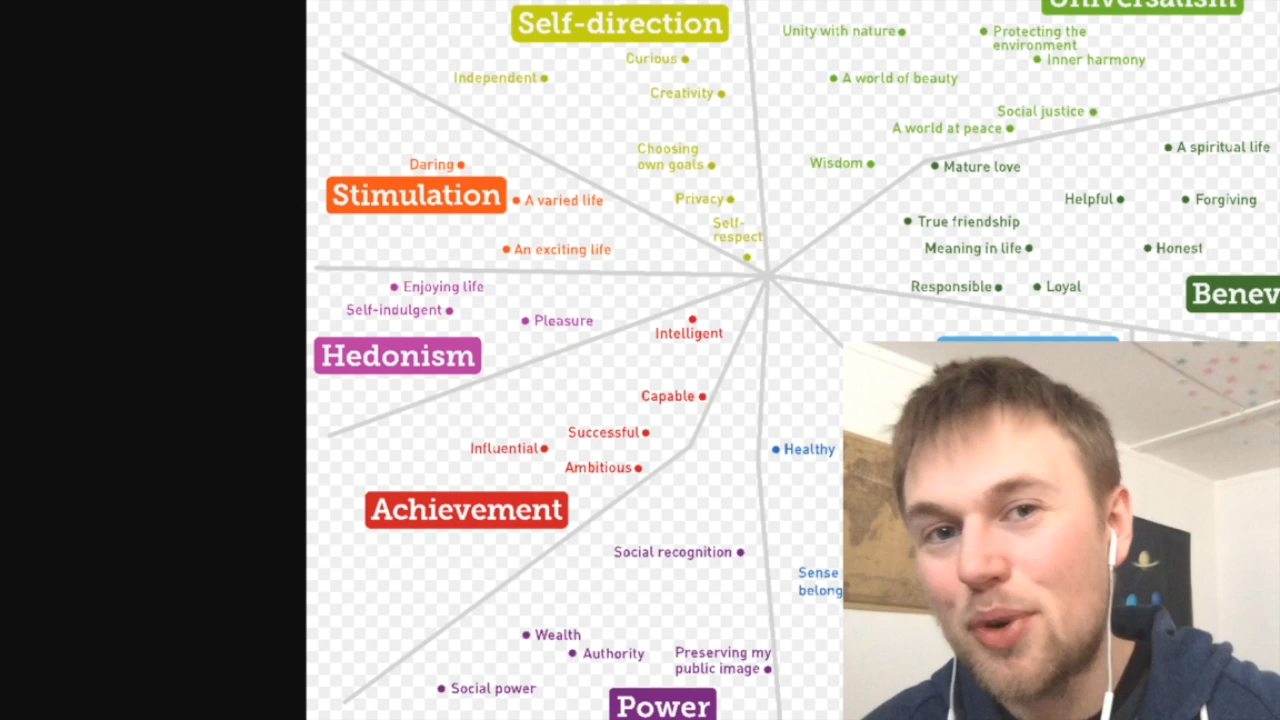 Self-direction
Universalism
Unity with nature
Protecting the
environment
Curious
Inner harmony
Independent
A world of beauty
Creativity
Social justice
A world at peace
Choosing
own goals
Wisdom
Mature love
A spiritual life
Daring
Stimulation
A varied life
Privacy
Helpful
Forgiving
Self-
respect
True friendship
An exciting life
Meaning in life
Honest
Enjoying life
Responsible
Loyal
Benev
Self-indulgent
Pleasure
Intelligent
Hedonism
Capable
Successful
Influential
Healthy
Ambitious
Achievement
Social recognition
Sense
belong
Wealth
Authority
Preserving my
public image
Social power
Power